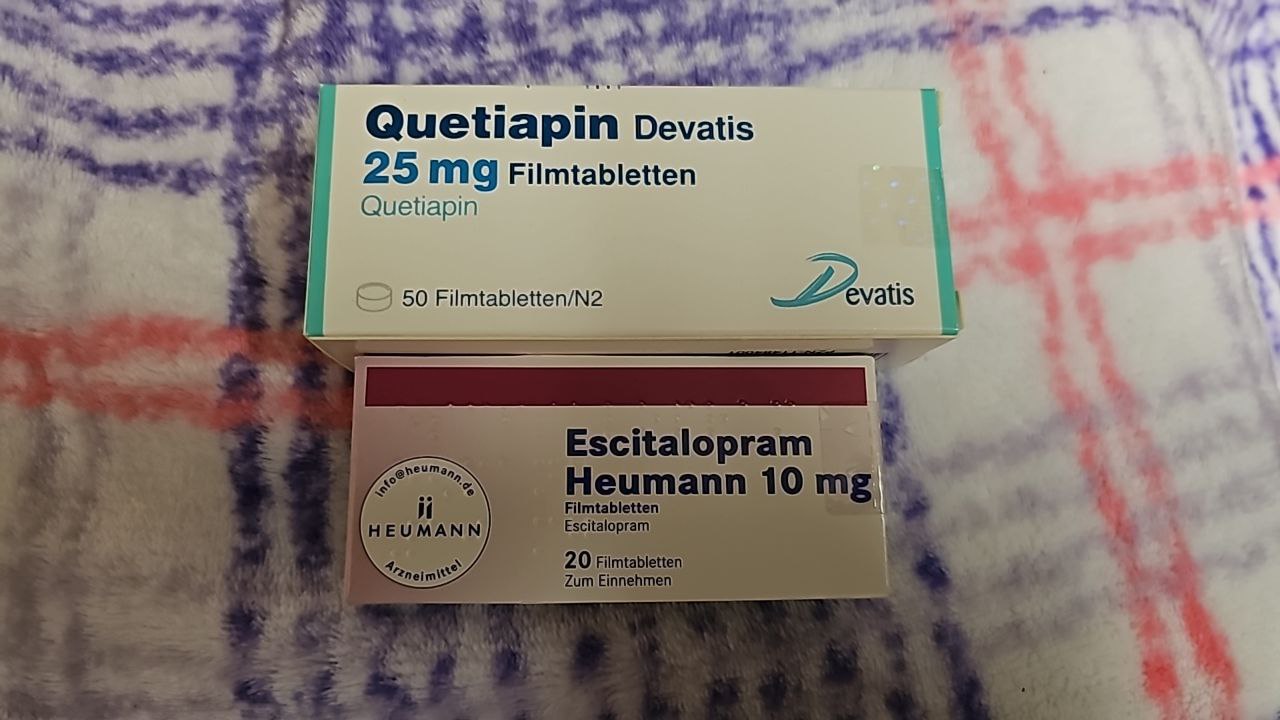 Quetiapin Devatis
25 mg Filmtabletten
Quetiapin
50 Filmtabletten/N2
Devatis
Escitalopram
Heumann 10 mg
Filmtabletten
Escitalopram
20 Filmtabletten
Zum Einnehmen
info@heumann.de
HEUMANN
Arzneimittel